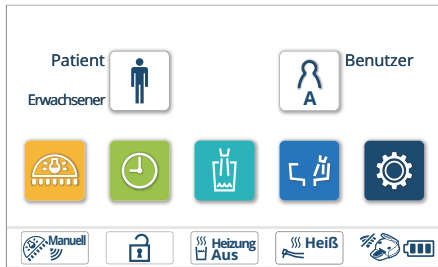 Patient
Benutzer
Erwachsener
A
Manuell
Heizung
Aus
Heiß